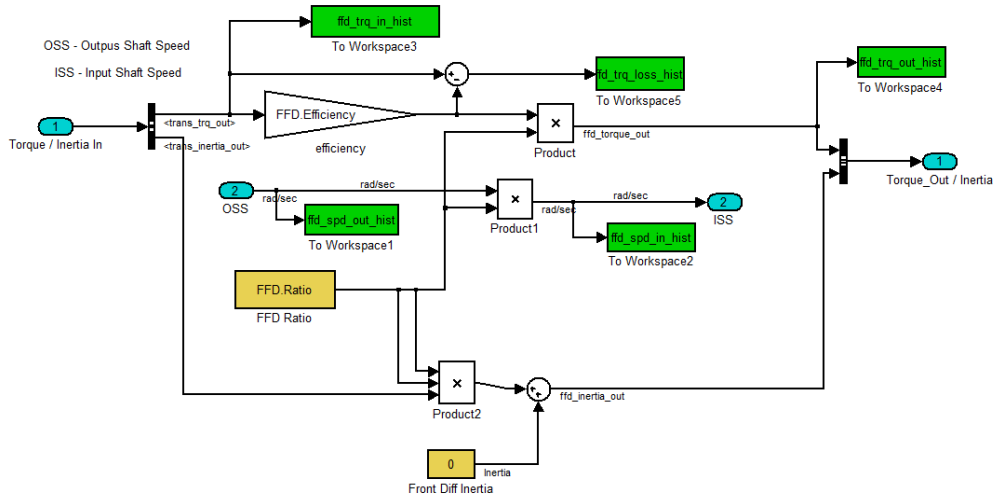 OSS - Outpus Shaft Speed
ISS - Input Shaft Speed
ffd_trq_in_hist
To Workspace3
ffd_trq_loss_hist
To Workspace5
ffd_trq_out_hist
To Workspace4
1
Torque / Inertia In
<trans_trq_out>
<trans_inertia_out>
FFD.Efficiency
efficiency
×
Product
ffd_torque_out
1
Torque_Out / Inertia
2
OSS
rad/sec
rad/sec
ffd_spd_out_hist
To Workspace1
×
Product1
rad/sec
rad/sec
2
ISS
ffd_spd_in_hist
To Workspace2
FFD.Ratio
FFD Ratio
×
Product2
ffd_inertia_out
0
Inertia
Front Diff Inertia